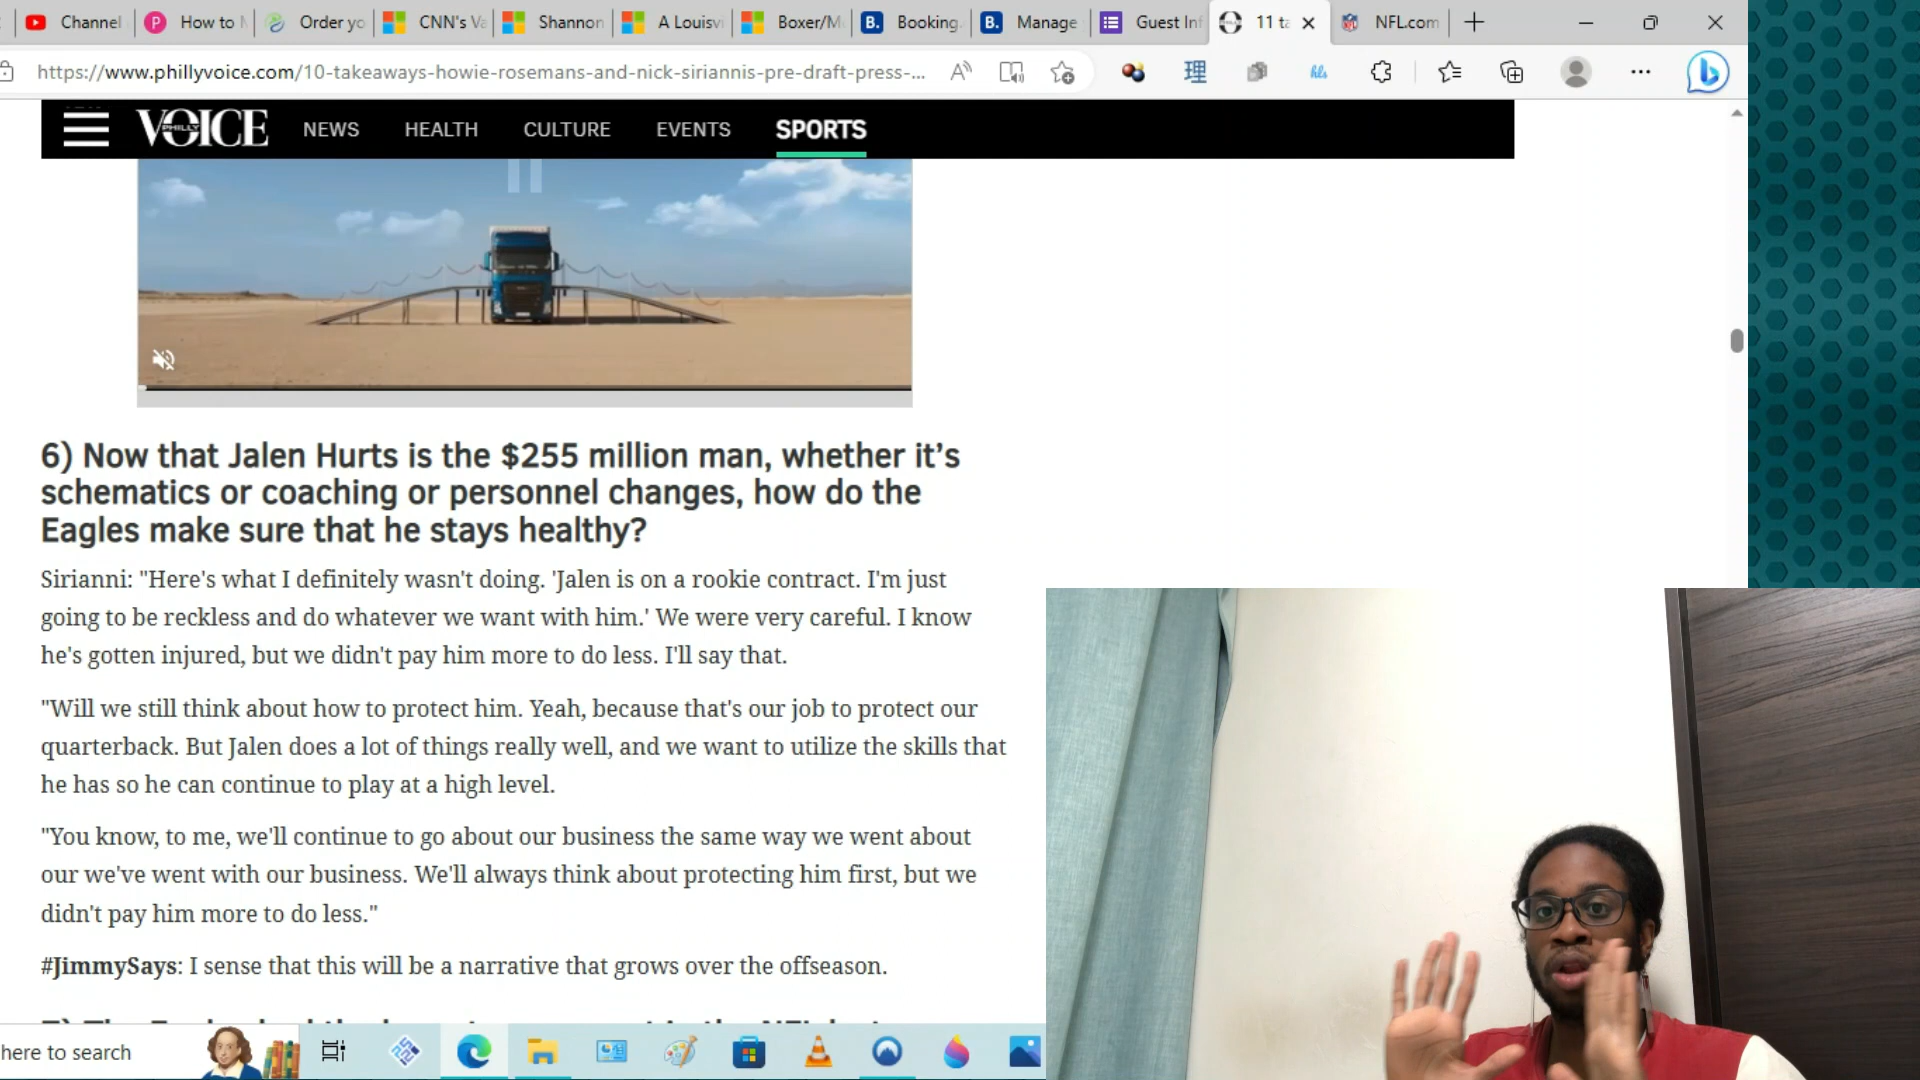 Channel
How to
Order yo
CNN's Va
Shannon
A Louisvi
Boxer/M
B. Booking.
B. Manage
Guest Inf
11 ta
NFL.com
https://www.phillyvoice.com/10-takeaways-howie-rosemans-and-nick-siriannis-pre-draft-press-...
理
hls
PHILLY VOICE
NEWS
HEALTH
CULTURE
EVENTS
SPORTS
6) Now that Jalen Hurts is the $255 million man, whether it's
schematics or coaching or personnel changes, how do the
Eagles make sure that he stays healthy?
Sirianni: "Here's what I definitely wasn't doing. 'Jalen is on a rookie contract. I'm just
going to be reckless and do whatever we want with him.' We were very careful. I know
he's gotten injured, but we didn't pay him more to do less. I'll say that.
"Will we still think about how to protect him. Yeah, because that's our job to protect our
quarterback. But Jalen does a lot of things really well, and we want to utilize the skills that
he has so he can continue to play at a high level.
"You know, to me, we'll continue to go about our business the same way we went about
our we've went with our business. We'll always think about protecting him first, but we
didn't pay him more to do less."
#JimmySays: I sense that this will be a narrative that grows over the offseason.
here to search